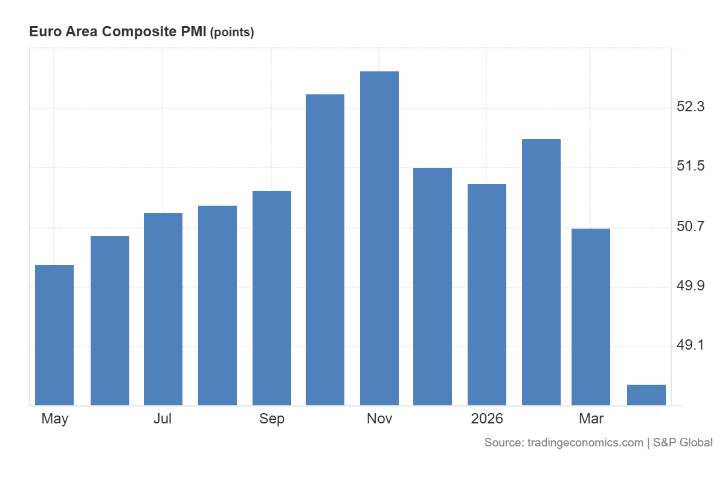 Euro Area Composite PMI (points)
52.3
51.5
50.7
49.9
49.1
May Jul Sep Nov 2026 Mar
Source: tradingeconomics.com | S&P Global